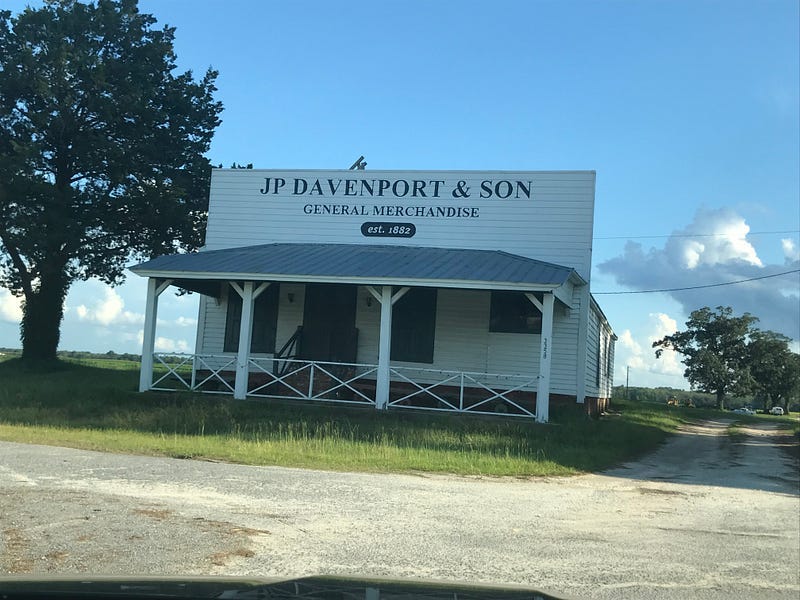 JP DAVENPORT & SON
GENERAL MERCHANDISE
est. 1882